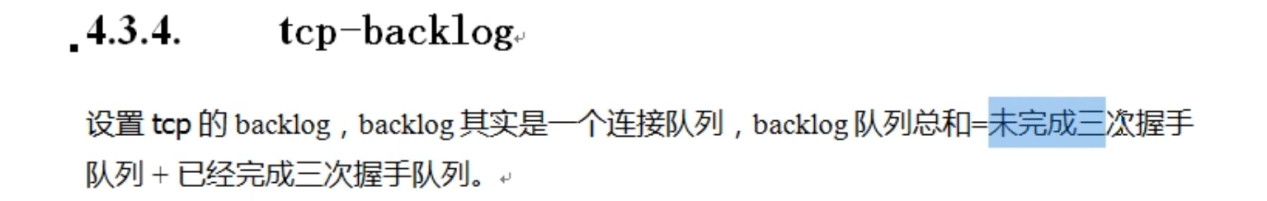 4.3.4. tcp-backlog
设置 tcp 的 backlog，backlog 其实是一个连接队列，backlog 队列总和=未完成三次握手
队列 + 已经完成三次握手队列。